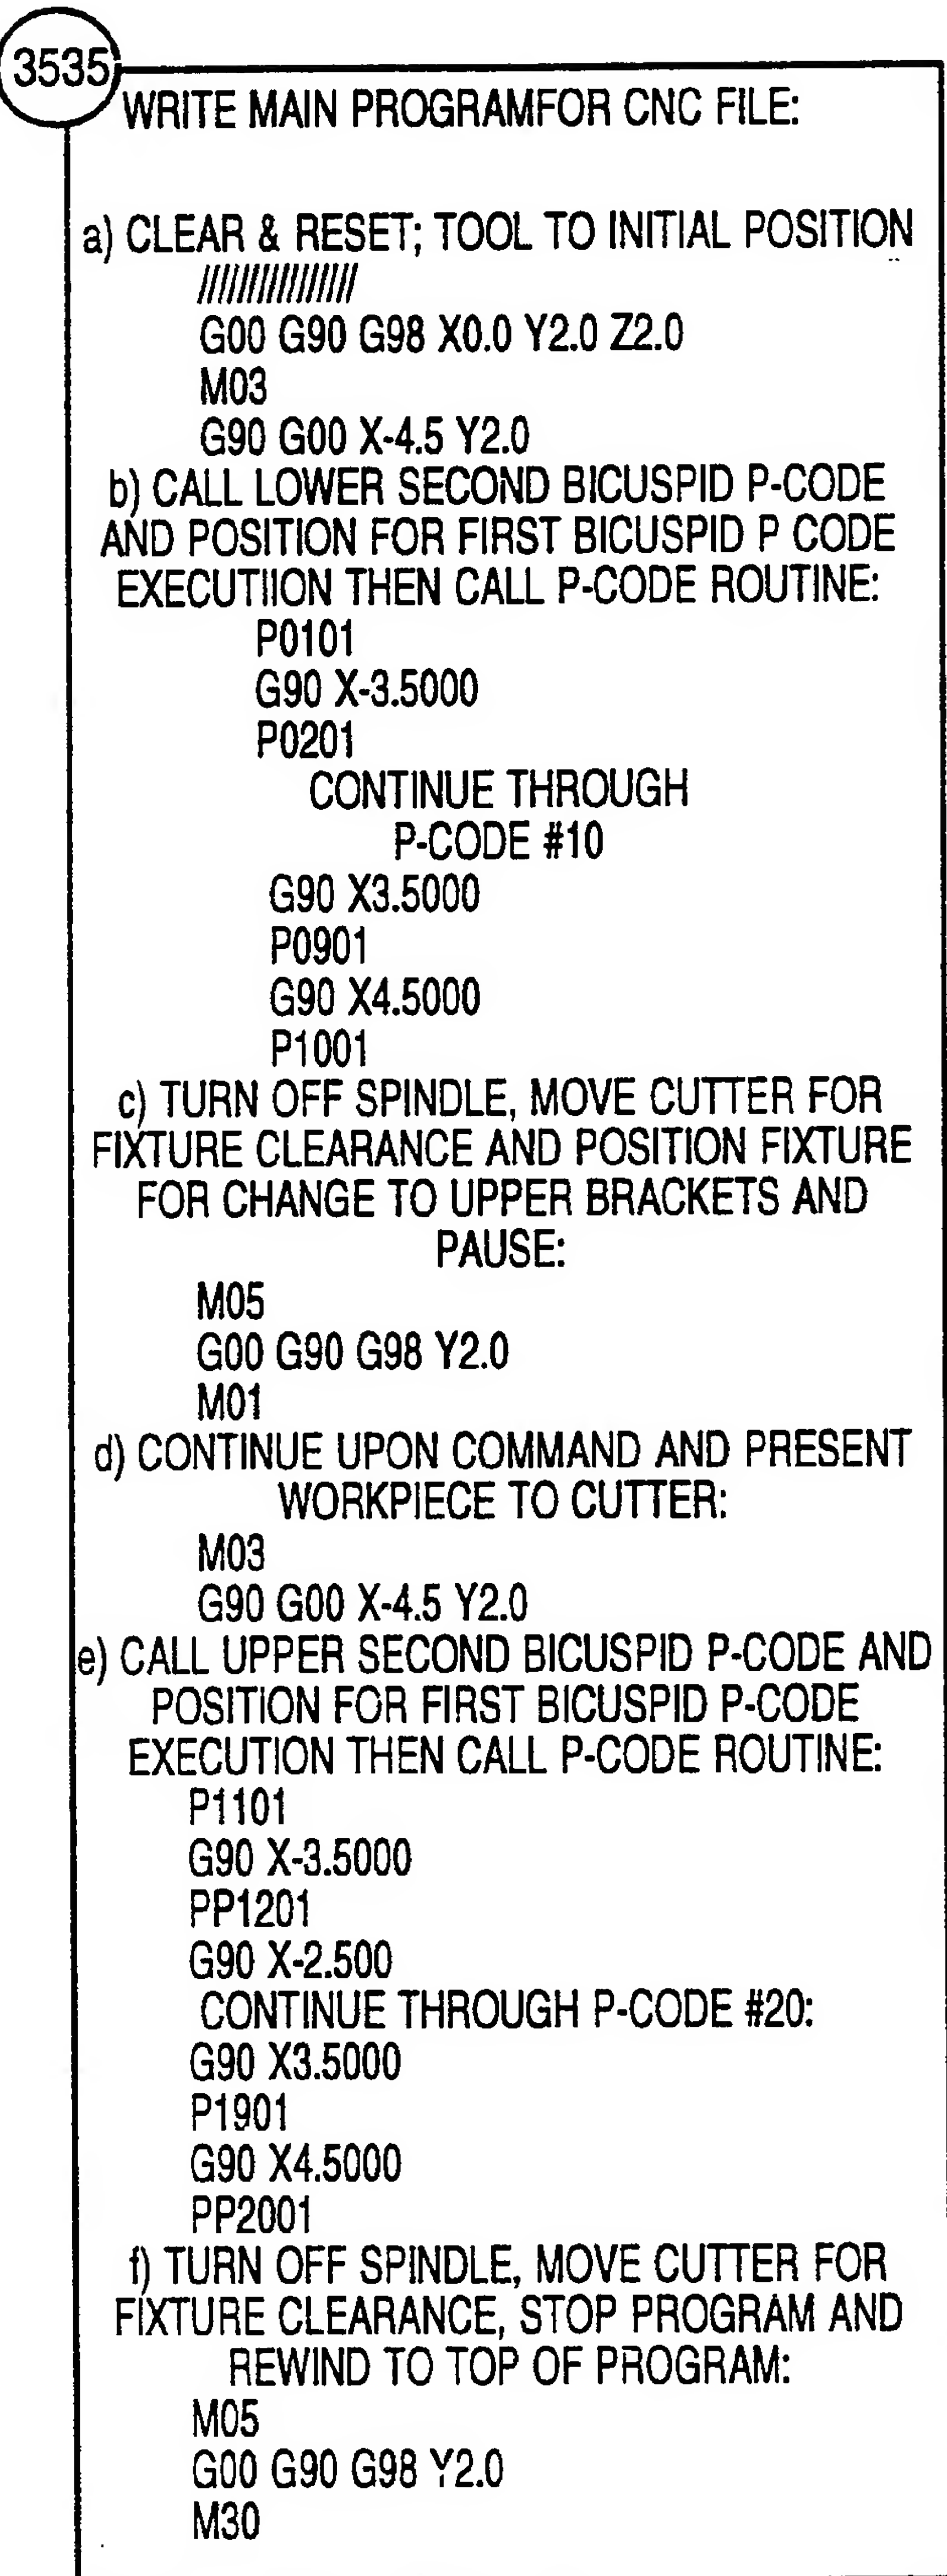 3535
WRITE MAIN PROGRAMFOR CNC FILE:
a) CLEAR & RESET; TOOL TO INITIAL POSITION
////////////////
G00 G90 G98 X0.0 Y2.0 Z2.0
M03
G90 G00 X-4.5 Y2.0
b) CALL LOWER SECOND BICUSPID P-CODE
AND POSITION FOR FIRST BICUSPID P CODE
EXECUTIION THEN CALL P-CODE ROUTINE:
P0101
G90 X-3.5000
P0201
CONTINUE THROUGH
P-CODE #10
G90 X3.5000
P0901
G90 X4.5000
P1001
c) TURN OFF SPINDLE, MOVE CUTTER FOR
FIXTURE CLEARANCE AND POSITION FIXTURE
FOR CHANGE TO UPPER BRACKETS AND
PAUSE:
M05
G00 G90 G98 Y2.0
M01
d) CONTINUE UPON COMMAND AND PRESENT
WORKPIECE TO CUTTER:
M03
G90 G00 X-4.5 Y2.0
e) CALL UPPER SECOND BICUSPID P-CODE AND
POSITION FOR FIRST BICUSPID P-CODE
EXECUTION THEN CALL P-CODE ROUTINE:
P1101
G90 X-3.5000
PP1201
G90 X-2.500
CONTINUE THROUGH P-CODE #20:
G90 X3.5000
P1901
G90 X4.5000
PP2001
f) TURN OFF SPINDLE, MOVE CUTTER FOR
FIXTURE CLEARANCE, STOP PROGRAM AND
REWIND TO TOP OF PROGRAM:
M05
G00 G90 G98 Y2.0
M30